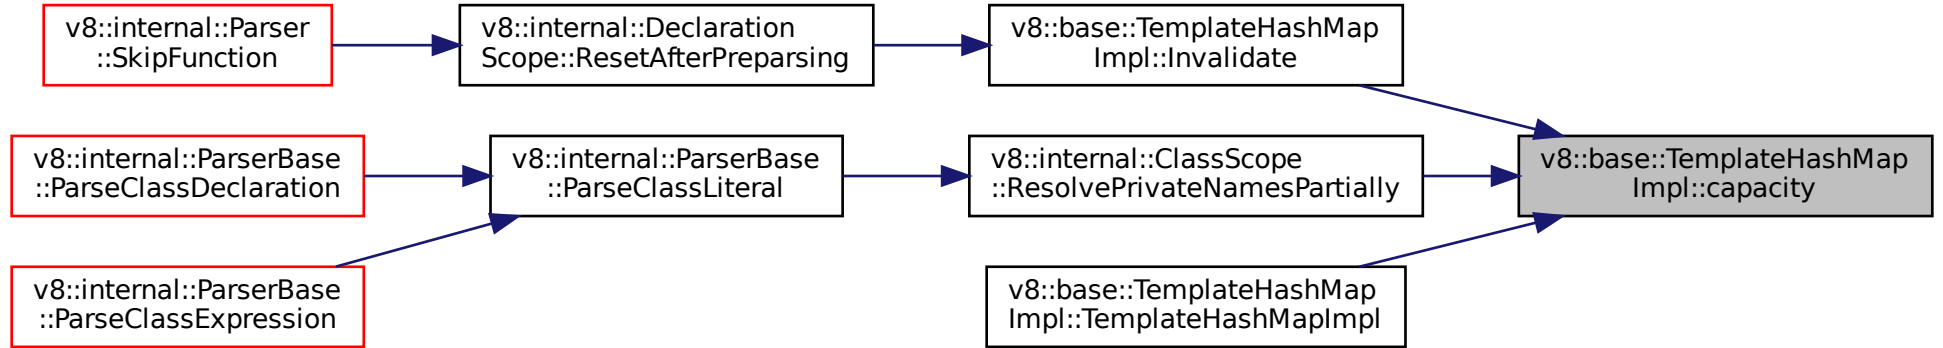 v8::internal::Parser
::SkipFunction
v8::internal::Declaration
Scope::ResetAfterPreparsing
v8::base::TemplateHashMap
Impl::Invalidate
v8::internal::ParserBase
::ParseClassDeclaration
v8::internal::ParserBase
::ParseClassLiteral
v8::internal::ClassScope
::ResolvePrivateNamesPartially
v8::base::TemplateHashMap
Impl::capacity
v8::internal::ParserBase
::ParseClassExpression
v8::base::TemplateHashMap
Impl::TemplateHashMapImpl